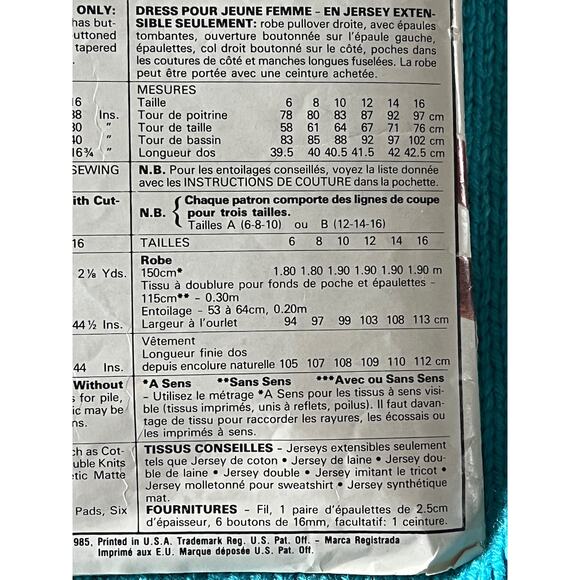 ONLY:
has but-
uttoned
tapered
16
38 Ins.
30 "
40 "
16¾ "
SEWING
ith Cut-
16
2⅛ Yds.
44½ Ins.
44 Ins.
Without
s for pile,
ic may be
ns.
ch as Cot-
uble Knits
etic Matte
Pads, Six
DRESS POUR JEUNE FEMME - EN JERSEY EXTEN-
SIBLE SEULEMENT: robe pullover droite, avec épaules
tombantes, ouverture boutonnée sur l'épaule gauche,
épaulettes, col droit boutonné sur le côté, poches dans
les coutures de côté et manches longues fuselées. La robe
peut être portée avec une ceinture achetée.
MESURES
Taille 6 8 10 12 14 16
Tour de poitrine 78 80 83 87 92 97 cm
Tour de taille 58 61 64 67 71 76 cm
Tour de bassin 83 85 88 92 97 102 cm
Longueur dos 39.5 40 40.5 41.5 42 42.5 cm
N.B. Pour les entoilages conseillés, voyez la liste donnée
avec les INSTRUCTIONS DE COUTURE dans la pochette.
N.B. { Chaque patron comporte des lignes de coupe
pour trois tailles.
Tailles A (6-8-10) ou B (12-14-16)
TAILLES 6 8 10 12 14 16
Robe
150cm* 1.80 1.80 1.90 1.90 1.90 1.90 m
Tissu à doublure pour fonds de poche et épaulettes -
115cm** - 0.30m
Entoilage - 53 à 64cm, 0.20m
Largeur à l'ourlet 94 97 99 103 108 113 cm
Vêtement
Longueur finie dos
depuis encolure naturelle 105 107 108 109 110 112 cm
*A Sens **Sans Sens ***Avec ou Sans Sens
- Utilisez le métrage *A Sens pour les tissus à sens visi-
ble (tissus imprimés, unis à reflets, poilus). Il faut davan-
tage de tissu pour raccorder les rayures, les écossais ou
les imprimés à sens.
TISSUS CONSEILLES - Jerseys extensibles seulement
tels que Jersey de coton • Jersey de laine • Jersey dou-
ble de laine • Jersey double • Jersey imitant le tricot •
Jersey molletonné pour sweatshirt • Jersey synthétique
mat.
FOURNITURES - Fil, 1 paire d'épaulettes de 2.5cm
d'épaisseur, 6 boutons de 16mm, facultatif: 1 ceinture.
985, Printed in U.S.A. Trademark Reg. U.S. Pat. Off. - Marca Registrada
Imprimé aux E.U. Marque déposée U.S. Pat. Off.